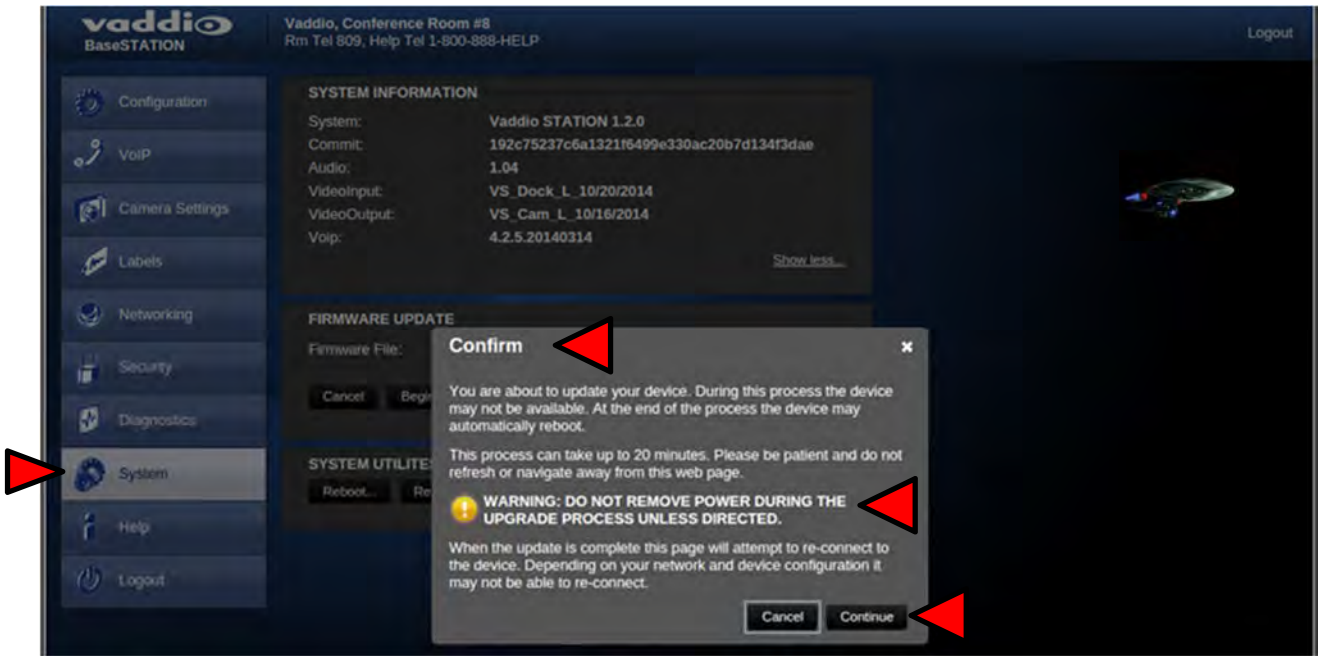 vaddio
BaseSTATION
Vaddio, Conference Room #8
Rm Tel 809, Help Tel 1-800-888-HELP
Logout
Configuration
VoIP
Camera Settings
Labels
Networking
Security
Diagnostics
System
Help
Logout
SYSTEM INFORMATION
System: Vaddio STATION 1.2.0
Commit: 192c75237c6a1321f6499e330ac20b7d134f3dae
Audio: 1.04
VideoInput: VS_Dock_L_10/20/2014
VideoOutput: VS_Cam_L_10/16/2014
Voip: 4.2.5.20140314
Show less...
FIRMWARE UPDATE
Firmware File:
Cancel
SYSTEM UTILITES
Reboot...
Confirm
You are about to update your device. During this process the device
may not be available. At the end of the process the device may
automatically reboot.
This process can take up to 20 minutes. Please be patient and do not
refresh or navigate away from this web page.
WARNING: DO NOT REMOVE POWER DURING THE
UPGRADE PROCESS UNLESS DIRECTED.
When the update is complete this page will attempt to re-connect to
the device. Depending on your network and device configuration it
may not be able to re-connect.
Cancel Continue